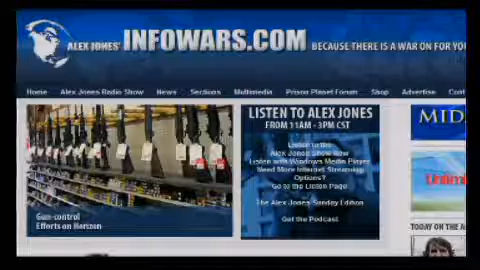 ALEX JONES' INFOWARS.COM BECAUSE THERE IS A WAR ON FOR YOU
Home Alex Jones Radio Show News Sections Multimedia Prison Planet Forum Shop Advertise Cont
LISTEN TO ALEX JONES
FROM 11AM - 3PM CST
Listen to the
Alex Jones Show Now
Listen with Windows Media Player
Need More Internet Streaming
Options?
Go to the Listen Page
The Alex Jones Sunday Edition
Get the Podcast
Gun-control
Efforts on Horizon
MID
Unlimi
TODAY ON THE A